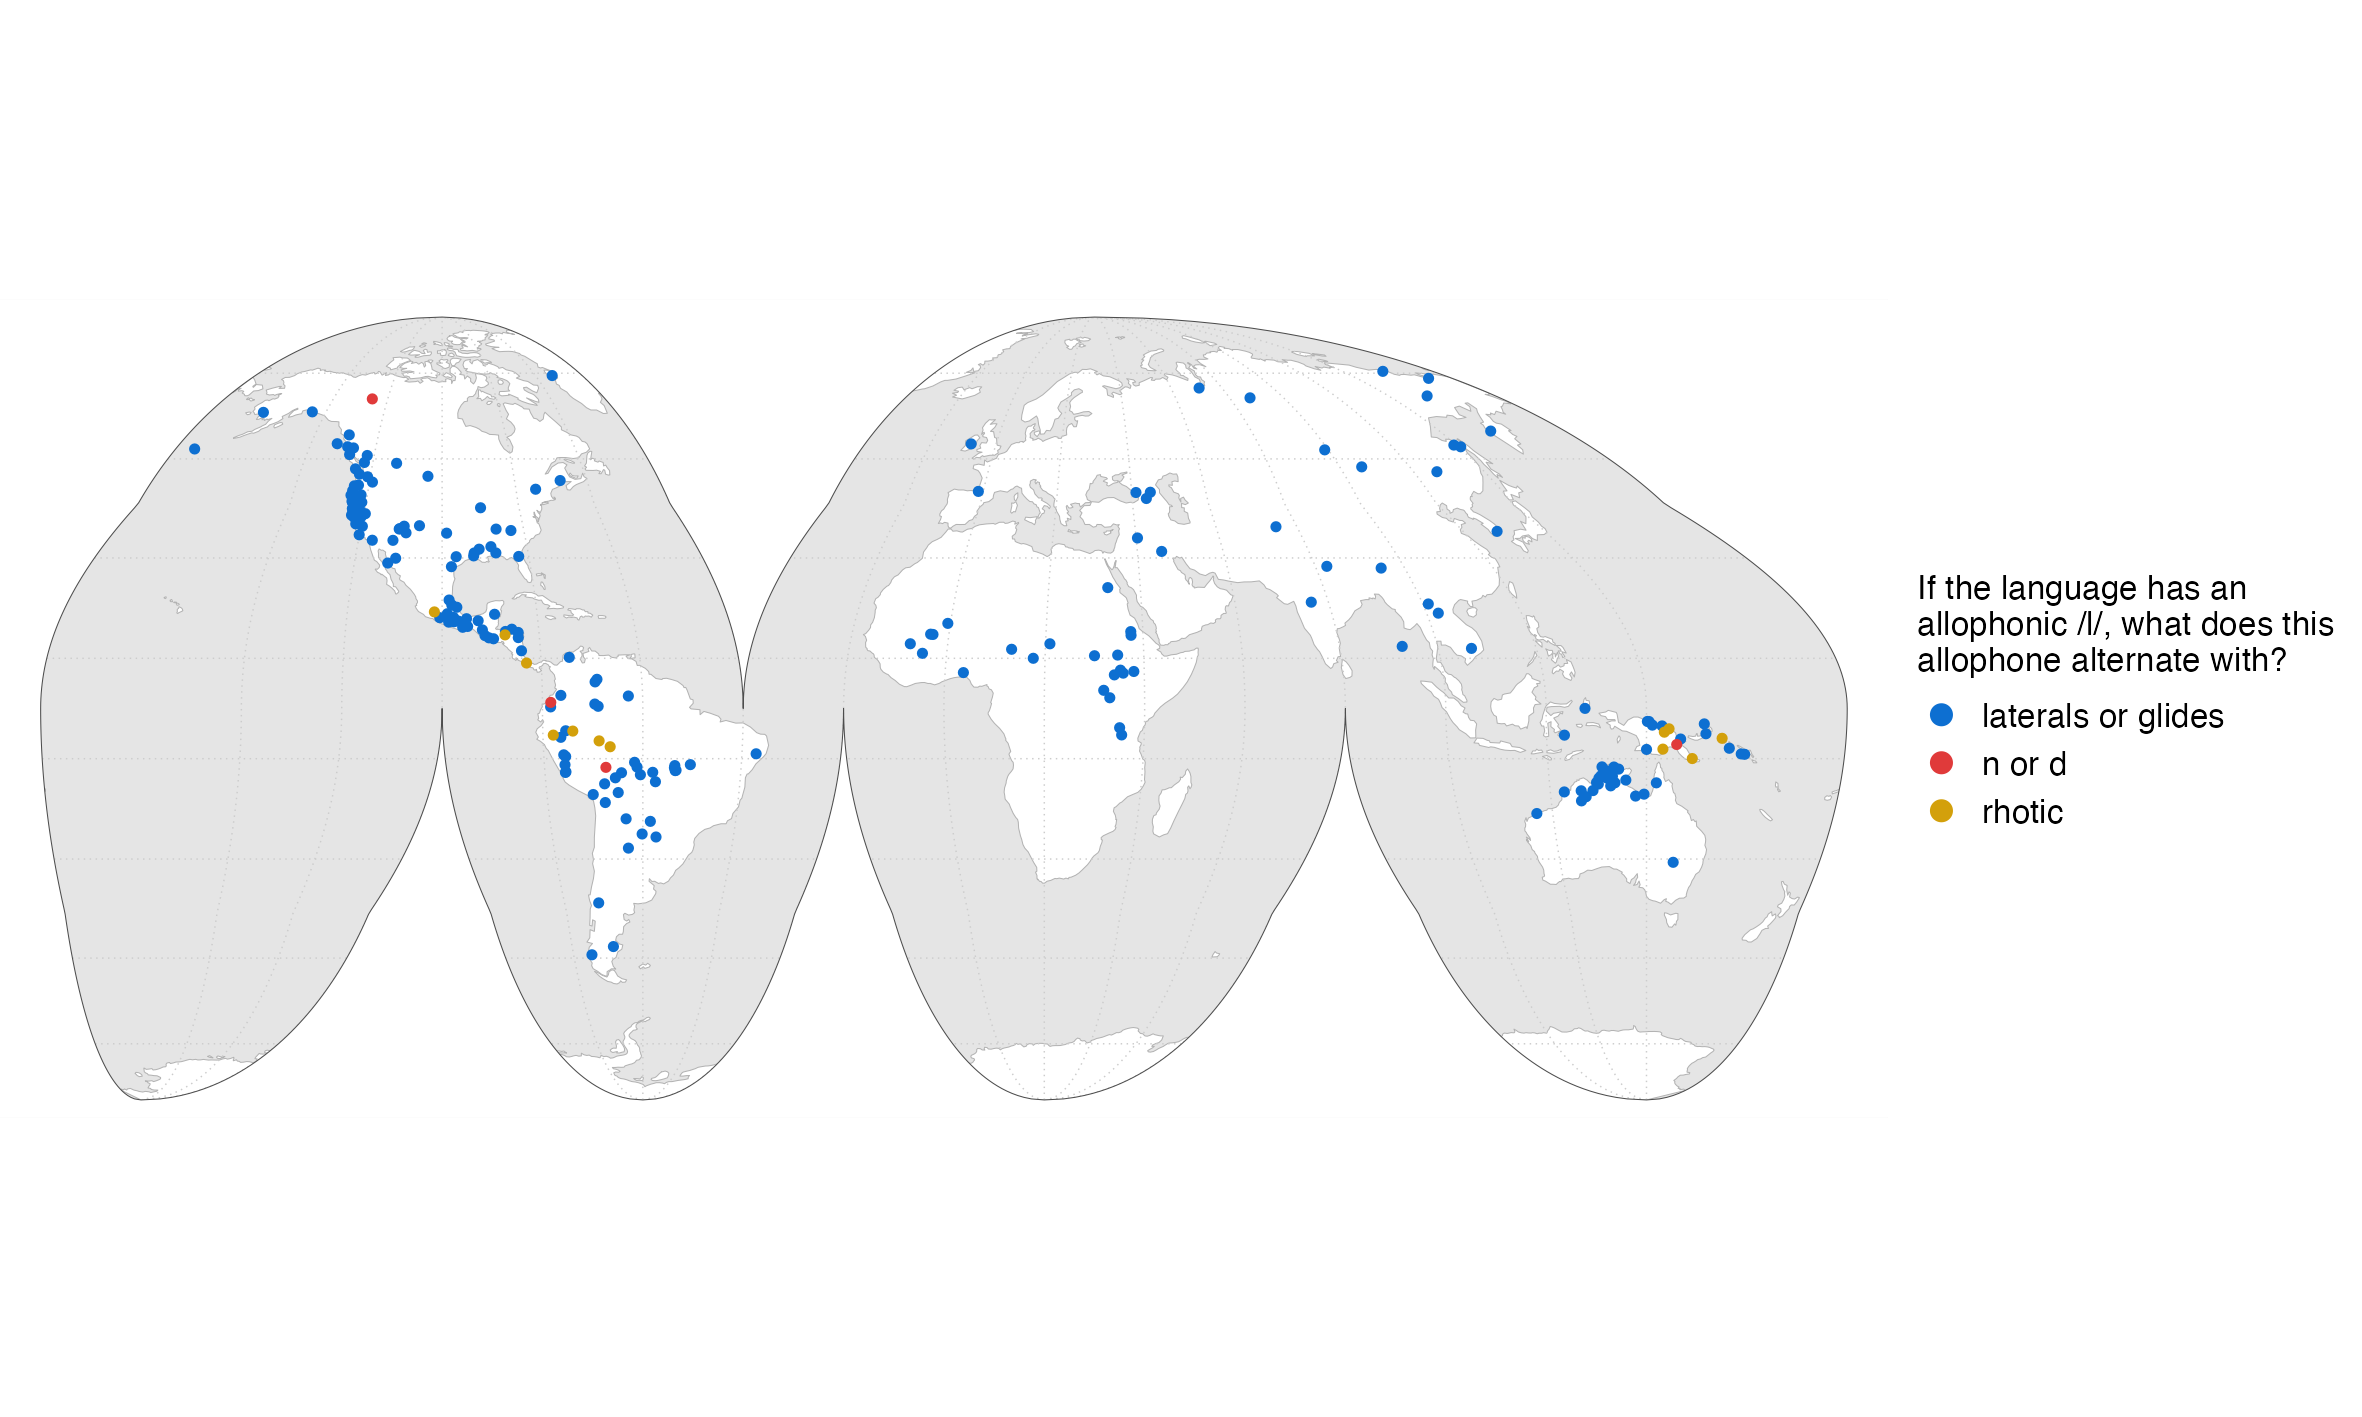 If the language has an
allophonic /l/, what does this
allophone alternate with?
laterals or glides
n or d
rhotic